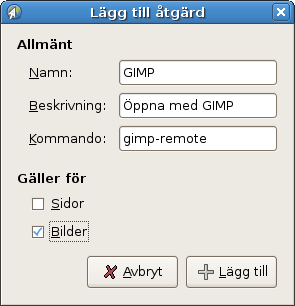 Lägg till åtgärd
Allmänt
Namn: GIMP
Beskrivning: Öppna med GIMP
Kommando: gimp-remote
Gäller för
Sidor
Bilder
Avbryt Lägg till